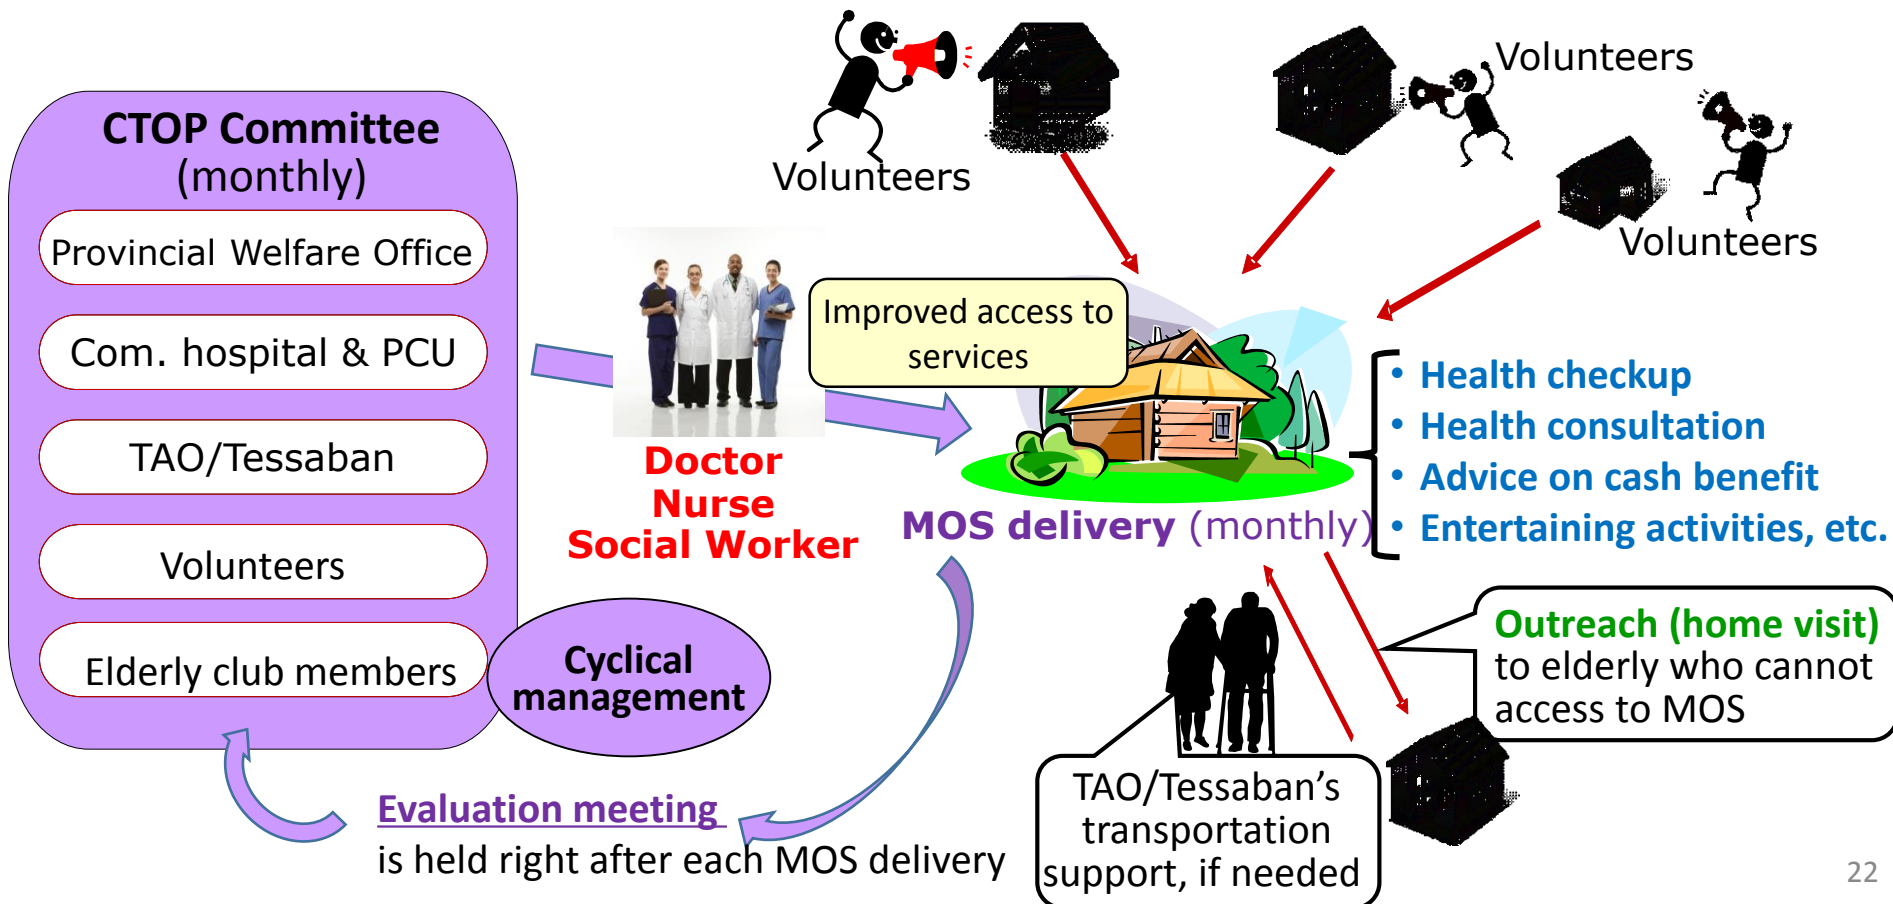 CTOP Committee
(monthly)
Provincial Welfare Office
Com. hospital & PCU
TAO/Tessaban
Volunteers
Elderly club members
Cyclical
management
Evaluation meeting
is held right after each MOS delivery
Doctor
Nurse
Social Worker
Improved access to
services
Volunteers
Volunteers
Volunteers
MOS delivery (monthly)
• Health checkup
• Health consultation
• Advice on cash benefit
• Entertaining activities, etc.
Outreach (home visit)
to elderly who cannot
access to MOS
TAO/Tessaban’s
transportation
support, if needed
22